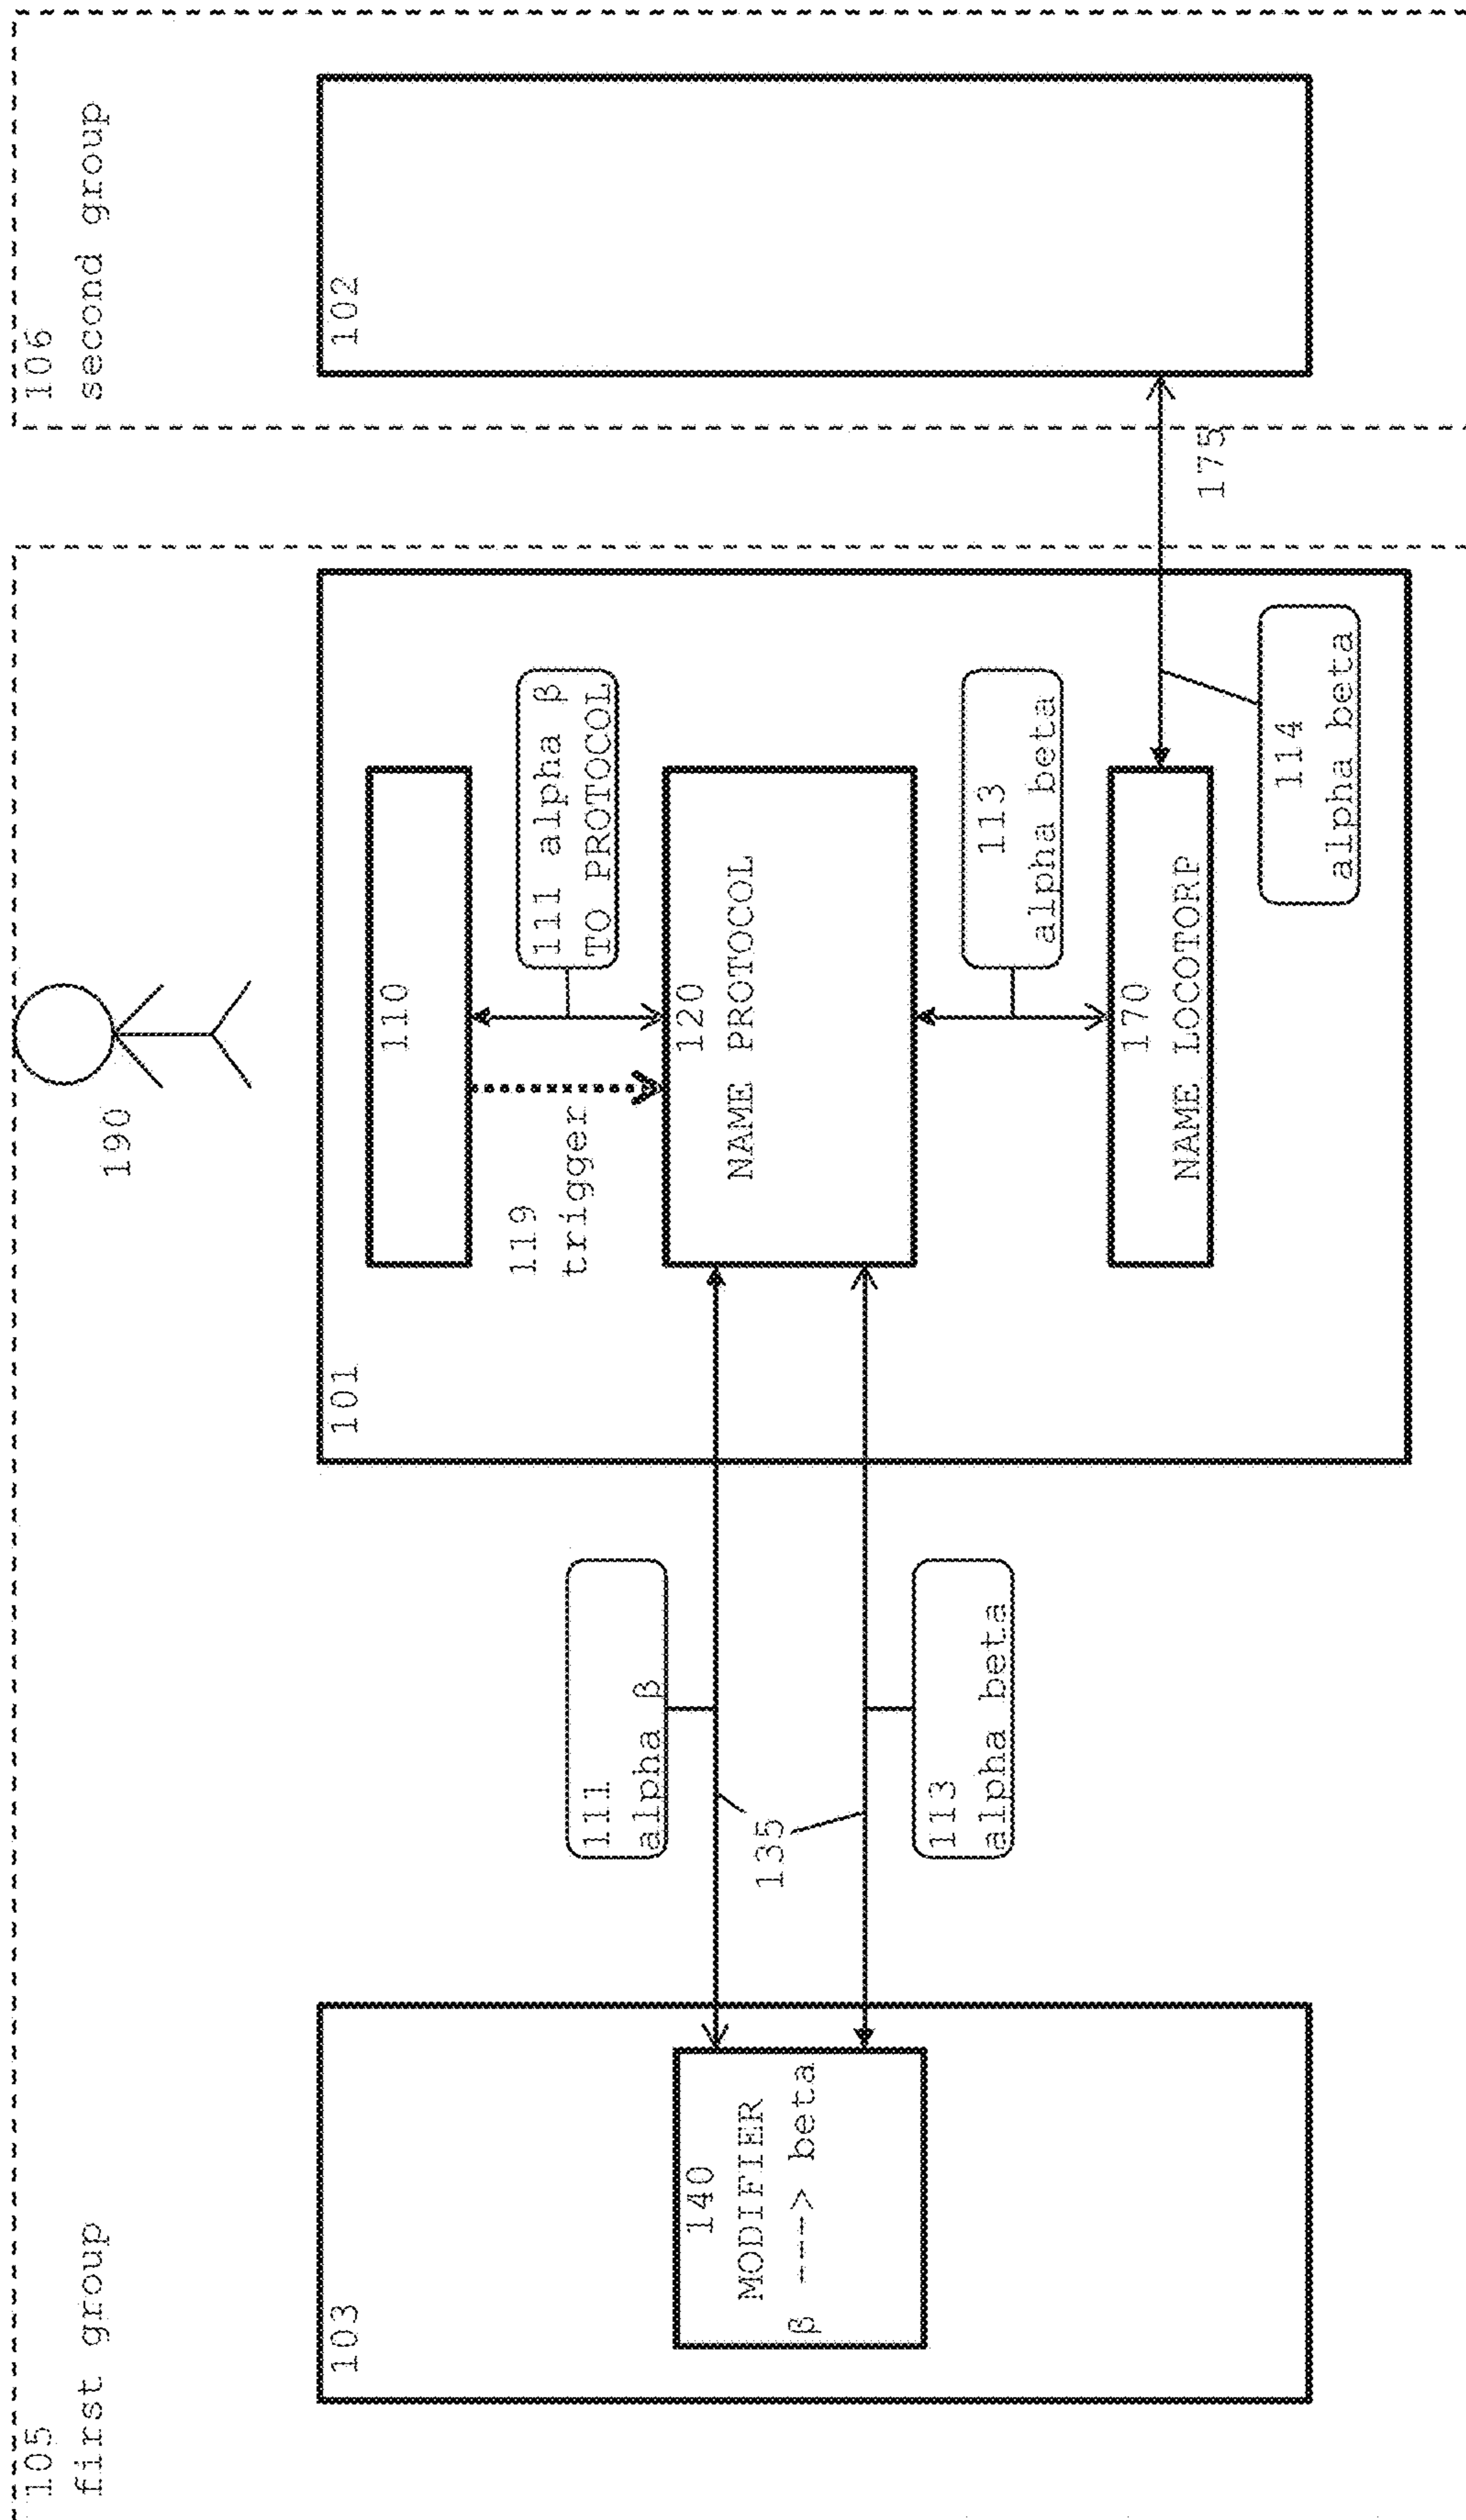 105
first group
106
second group
190
103
101
102
110
119
trigger
111 alpha β
TO PROTOCOL
111
alpha β
120
NAME PROTOCOL
140
MODIFIER
β ---> beta
135
113
alpha beta
113
alpha beta
170
NAME LOCOTORP
175
114
alpha beta